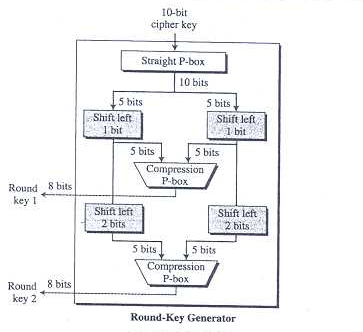 10-bit
cipher key
Straight P-box
10 bits
5 bits
5 bits
Shift left
1 bit
Shift left
1 bit
5 bits
5 bits
Compression
P-box
Round
key 1
8 bits
Shift left
2 bits
Shift left
2 bits
5 bits
5 bits
Compression
P-box
Round
key 2
8 bits
Round-Key Generator